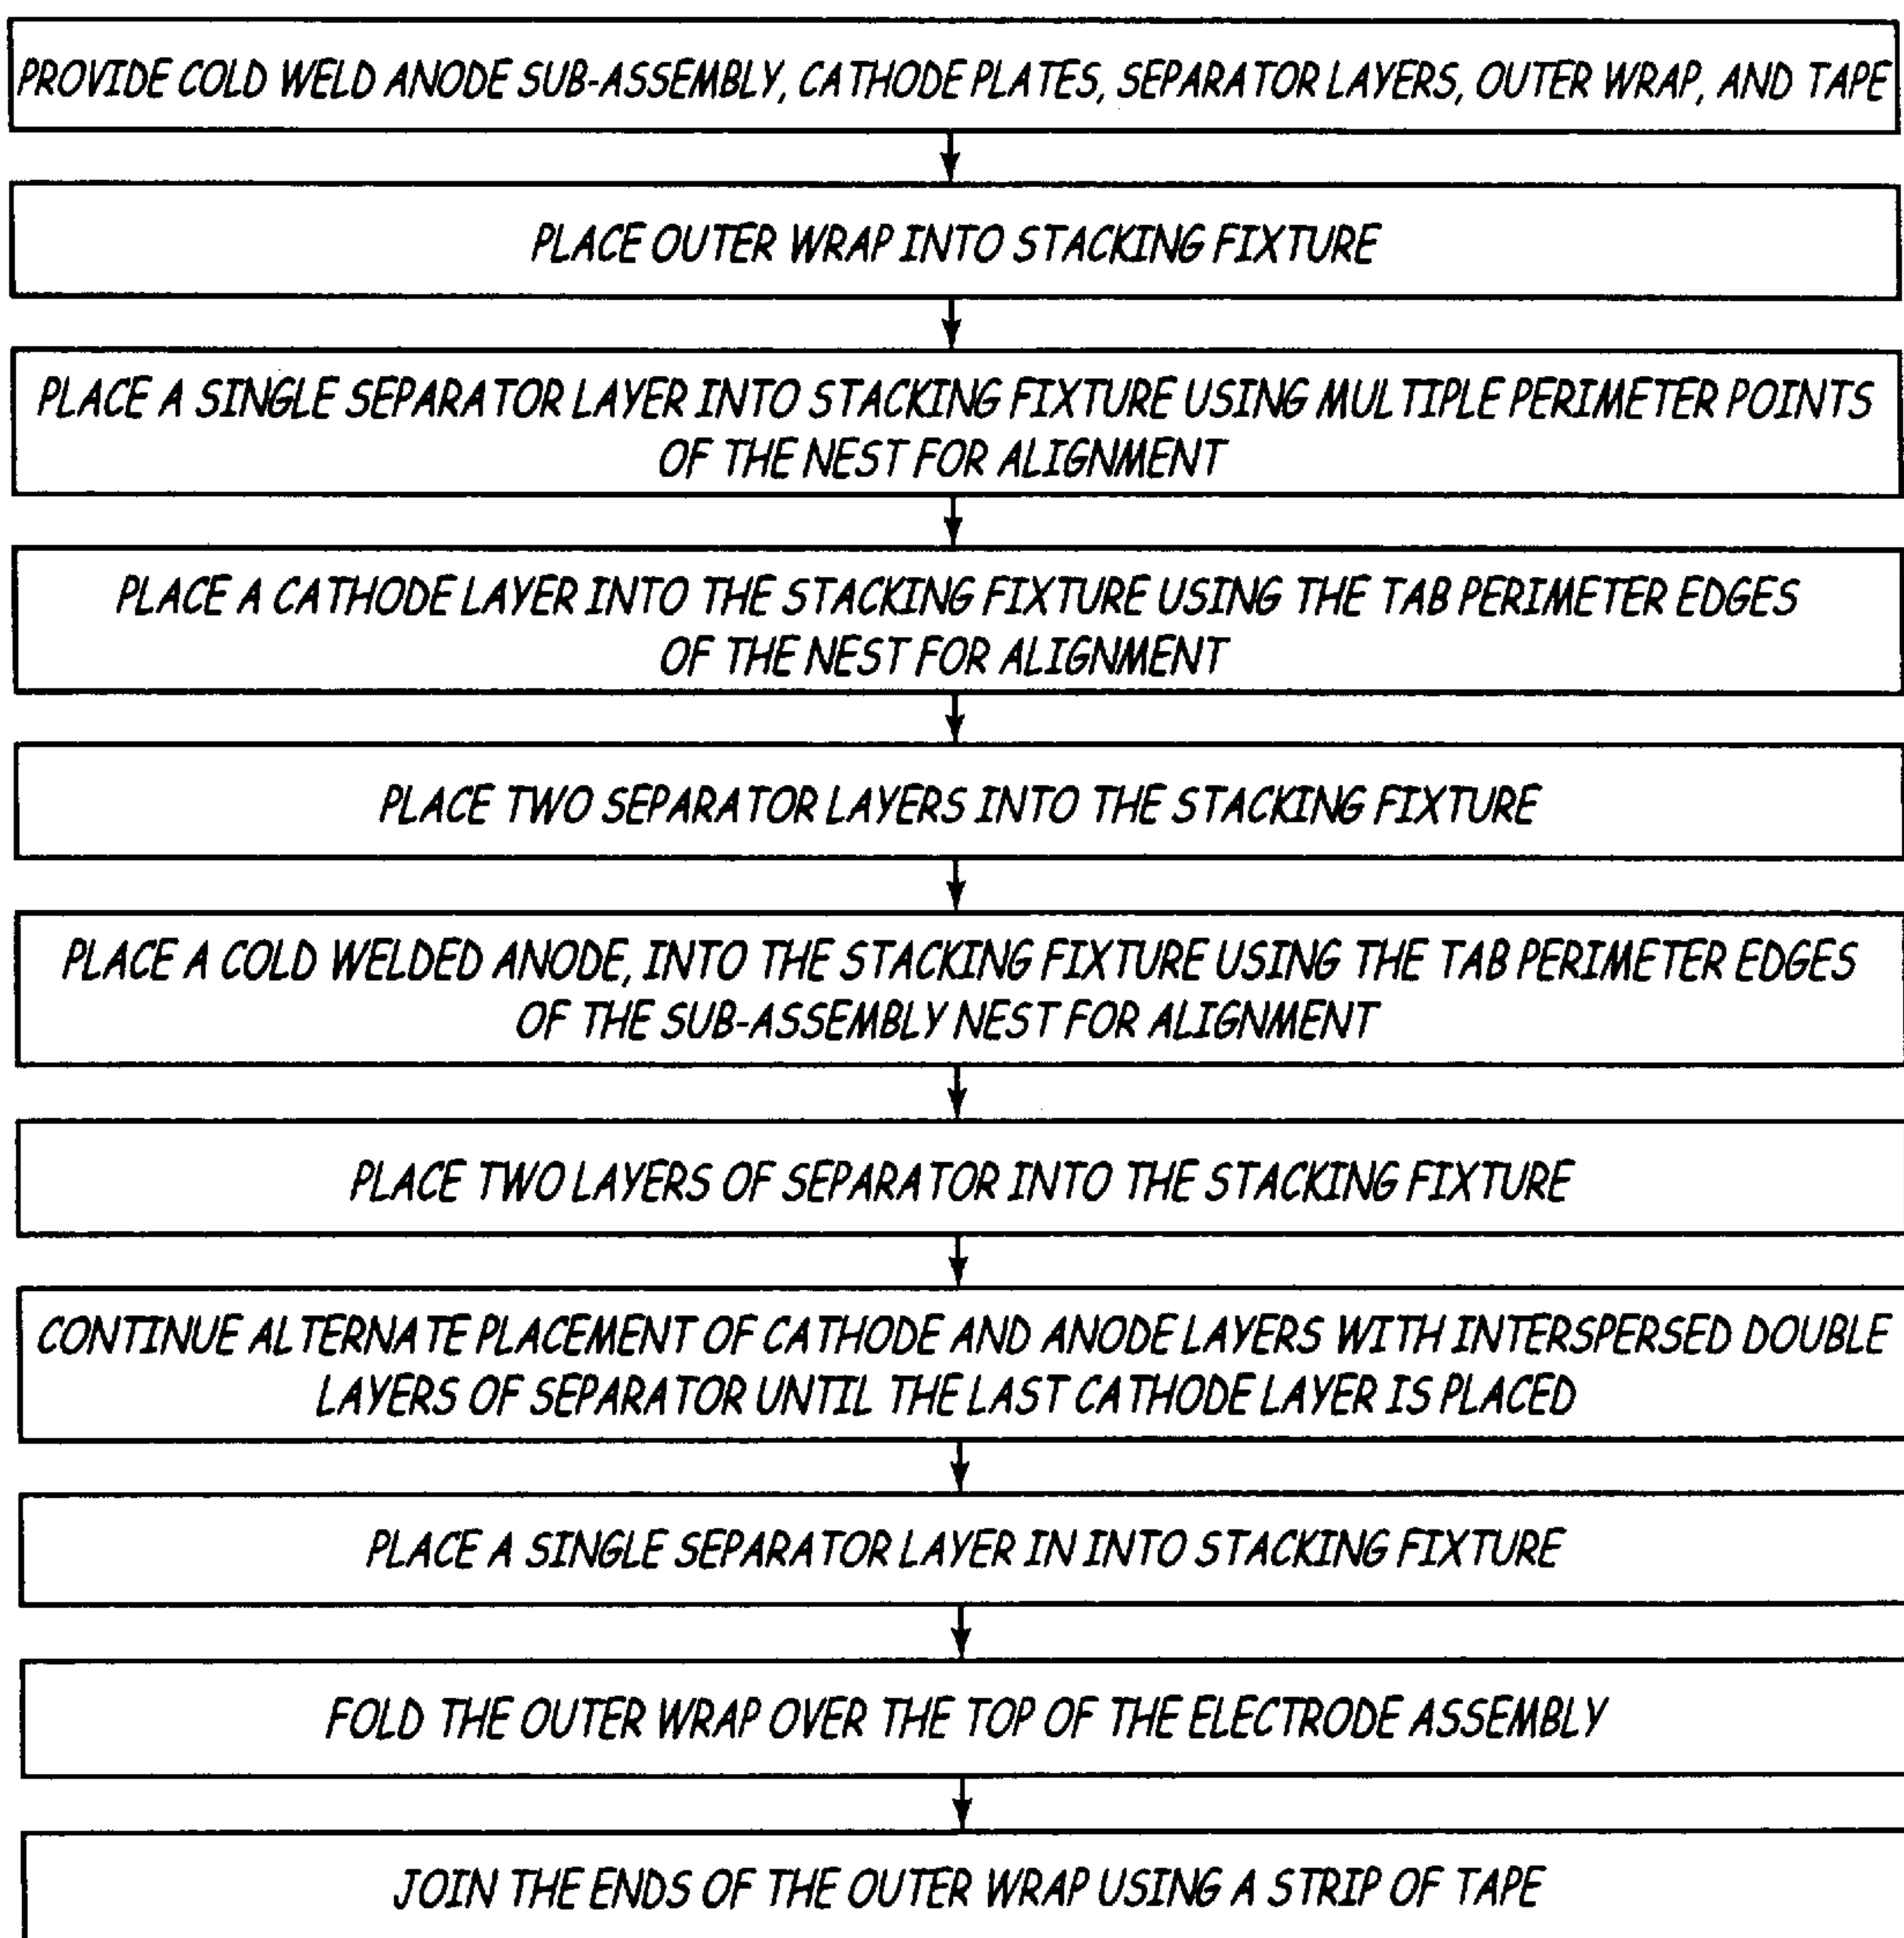 PROVIDE COLD WELD ANODE SUB-ASSEMBLY, CATHODE PLATES, SEPARATOR LAYERS, OUTER WRAP, AND TAPE
PLACE OUTER WRAP INTO STACKING FIXTURE
PLACE A SINGLE SEPARATOR LAYER INTO STACKING FIXTURE USING MULTIPLE PERIMETER POINTS
OF THE NEST FOR ALIGNMENT
PLACE A CATHODE LAYER INTO THE STACKING FIXTURE USING THE TAB PERIMETER EDGES
OF THE NEST FOR ALIGNMENT
PLACE TWO SEPARATOR LAYERS INTO THE STACKING FIXTURE
PLACE A COLD WELDED ANODE, INTO THE STACKING FIXTURE USING THE TAB PERIMETER EDGES
OF THE SUB-ASSEMBLY NEST FOR ALIGNMENT
PLACE TWO LAYERS OF SEPARATOR INTO THE STACKING FIXTURE
CONTINUE ALTERNATE PLACEMENT OF CATHODE AND ANODE LAYERS WITH INTERSPERSED DOUBLE
LAYERS OF SEPARATOR UNTIL THE LAST CATHODE LAYER IS PLACED
PLACE A SINGLE SEPARATOR LAYER IN INTO STACKING FIXTURE
FOLD THE OUTER WRAP OVER THE TOP OF THE ELECTRODE ASSEMBLY
JOIN THE ENDS OF THE OUTER WRAP USING A STRIP OF TAPE